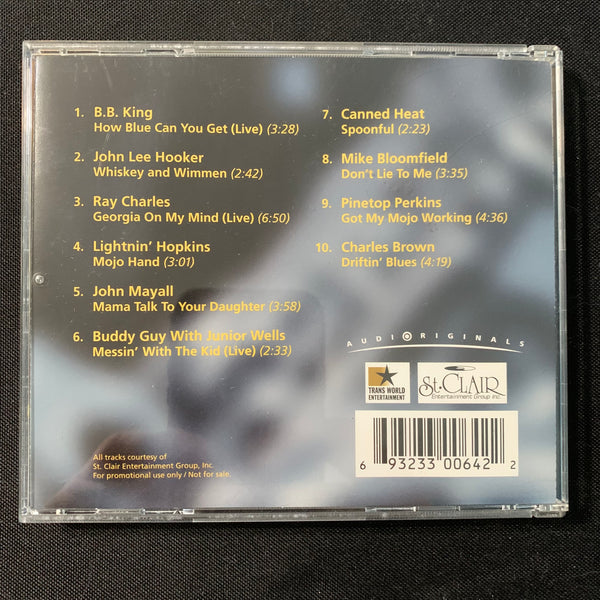 1. B.B. King
How Blue Can You Get (Live) (3:28)
2. John Lee Hooker
Whiskey and Wimmen (2:42)
3. Ray Charles
Georgia On My Mind (Live) (6:50)
4. Lightnin' Hopkins
Mojo Hand (3:01)
5. John Mayall
Mama Talk To Your Daughter (3:58)
6. Buddy Guy With Junior Wells
Messin' With The Kid (Live) (2:33)
7. Canned Heat
Spoonful (2:23)
8. Mike Bloomfield
Don't Lie To Me (3:35)
9. Pinetop Perkins
Got My Mojo Working (4:36)
10. Charles Brown
Driftin' Blues (4:19)
AUDIORIGINALS
TRANS WORLD
ENTERTAINMENT
St. CLAIR
Entertainment Group Inc.
All tracks courtesy of
St. Clair Entertainment Group, Inc.
For promotional use only / Not for sale.
6 93233 00642 2